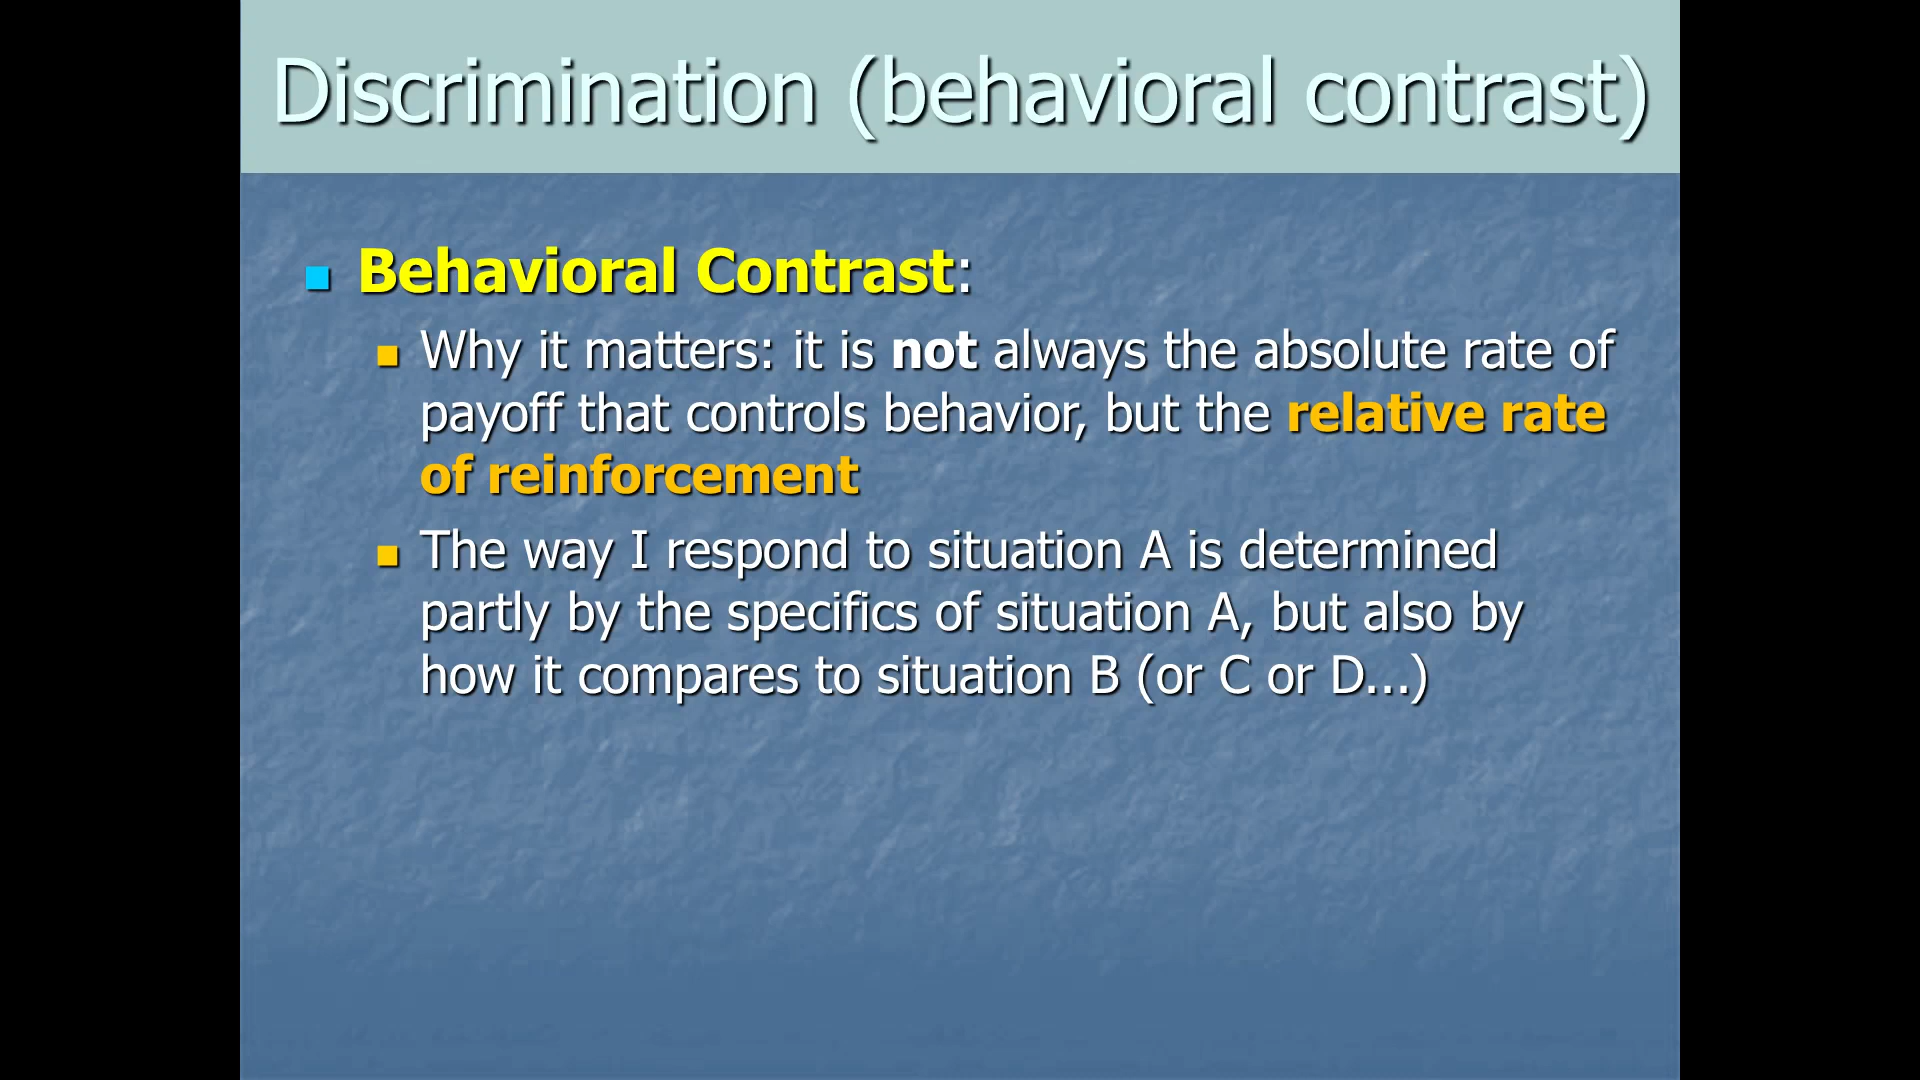 Discrimination (behavioral contrast)
Behavioral Contrast:
Why it matters: it is not always the absolute rate of
payoff that controls behavior, but the relative rate
of reinforcement
The way I respond to situation A is determined
partly by the specifics of situation A, but also by
how it compares to situation B (or C or D...)